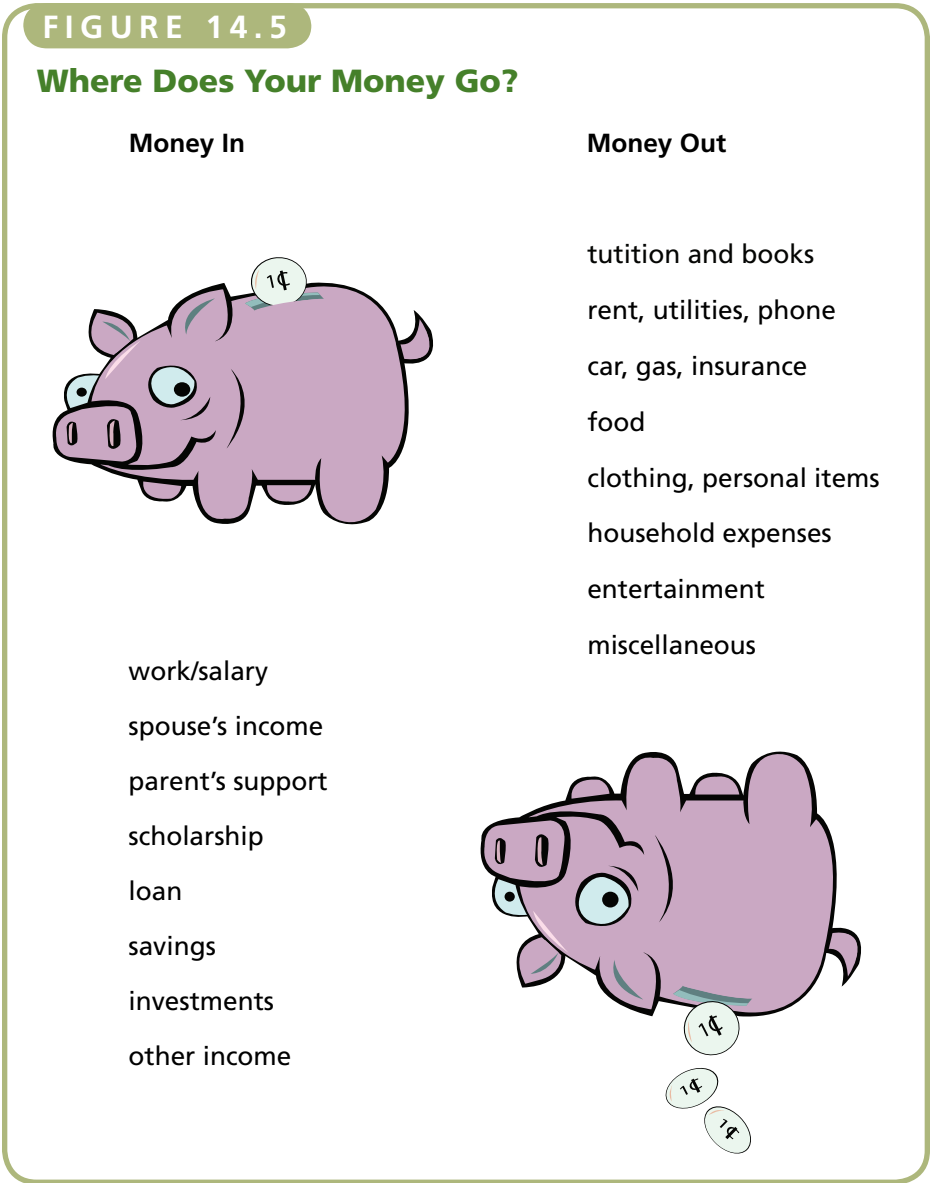 FIGURE 14.5
Where Does Your Money Go?
Money In
1¢
work/salary
spouse’s income
parent’s support
scholarship
loan
savings
investments
other income
Money Out
tutition and books
rent, utilities, phone
car, gas, insurance
food
clothing, personal items
household expenses
entertainment
miscellaneous
1¢
1¢
1¢